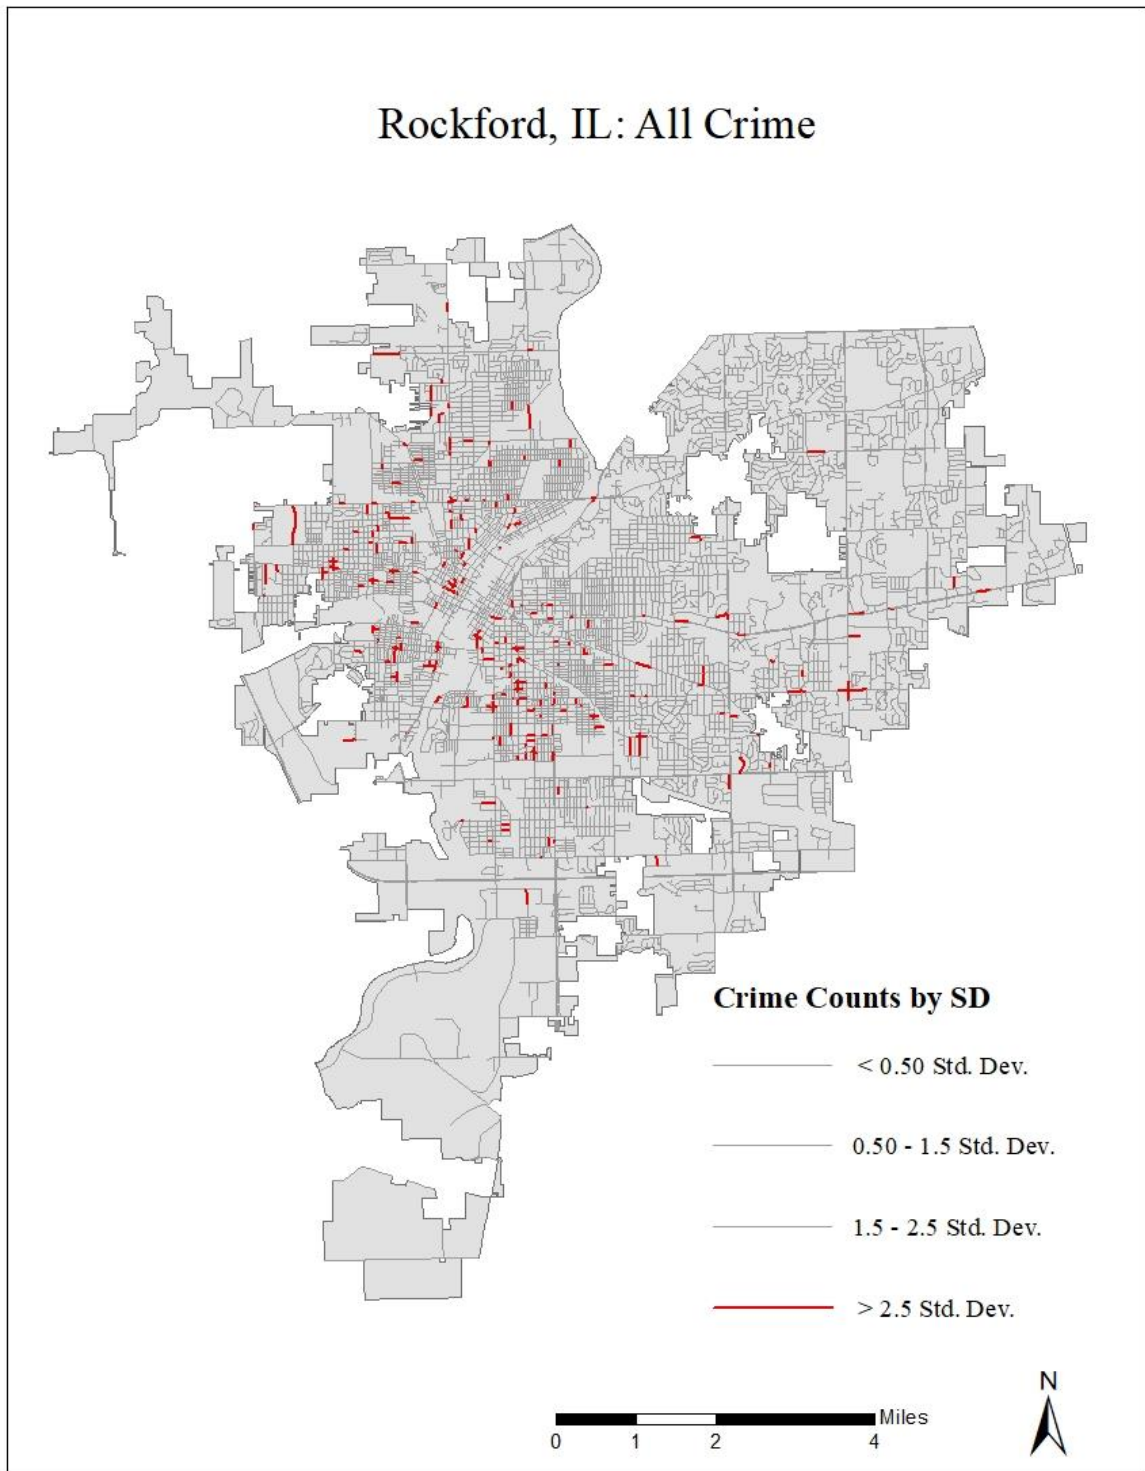 Rockford, IL: All Crime
Crime Counts by SD
< 0.50 Std. Dev.
0.50 - 1.5 Std. Dev.
1.5 - 2.5 Std. Dev.
> 2.5 Std. Dev.
N
Miles
0 1 2 4